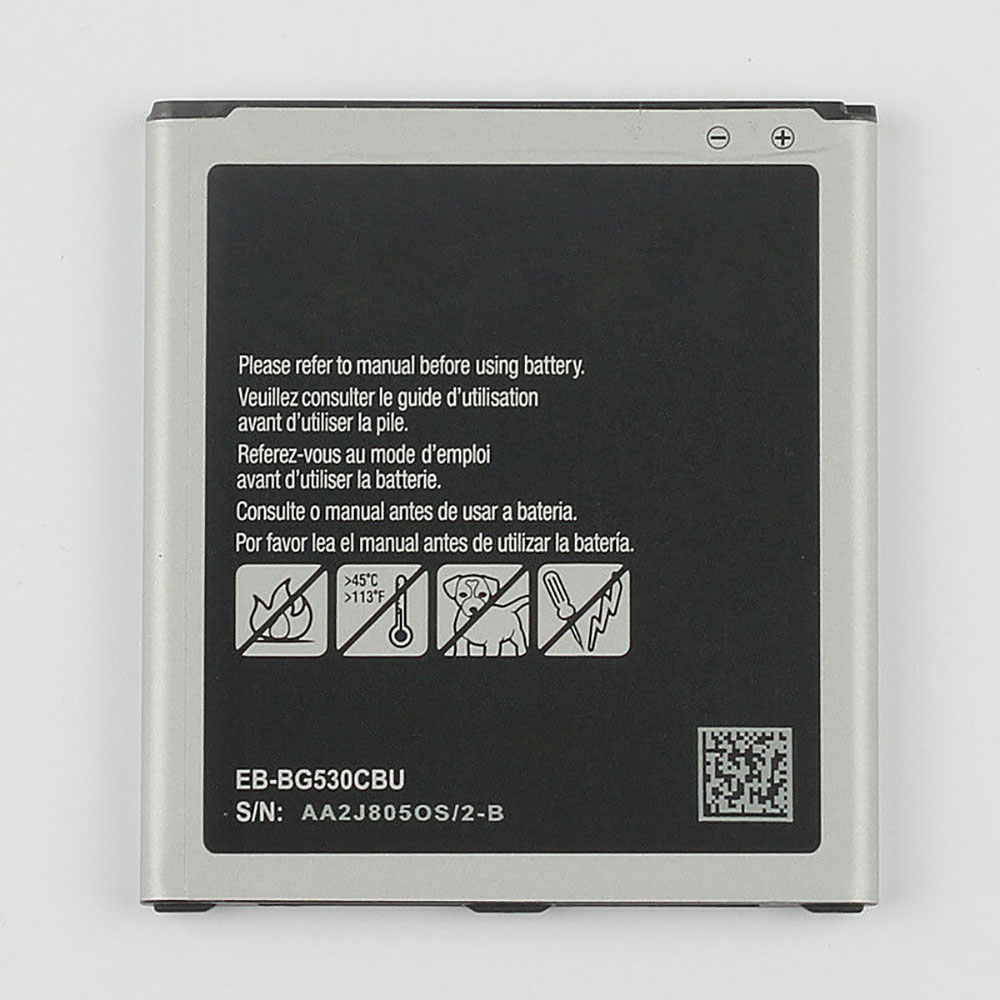 ⊖ ⊕
Please refer to manual before using battery.
Veuillez consulter le guide d'utilisation
avant d'utiliser la pile.
Referez-vous au mode d'emploi
avant d'utiliser la batterie.
Consulte o manual antes de usar a bateria.
Por favor lea el manual antes de utilizar la batería.
>45°C
>113°F
EB-BG530CBU
S/N: AA2J805OS/2-B